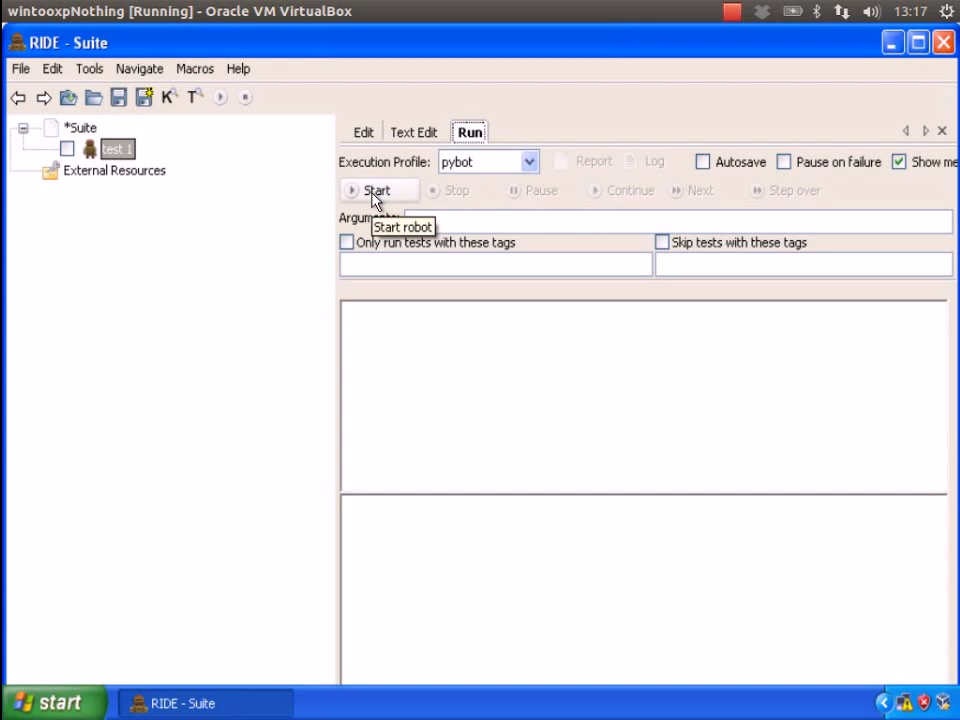 wintooxpNothing [Running] - Oracle VM VirtualBox 13:17
RIDE - Suite
File Edit Tools Navigate Macros Help
K T
*Suite
test 1
External Resources
Edit Text Edit Run
Execution Profile: pybot Report Log Autosave Pause on failure Show me
Start Stop Pause Continue Next Step over
Arguments:
Start robot
Only run tests with these tags Skip tests with these tags
start RIDE - Suite